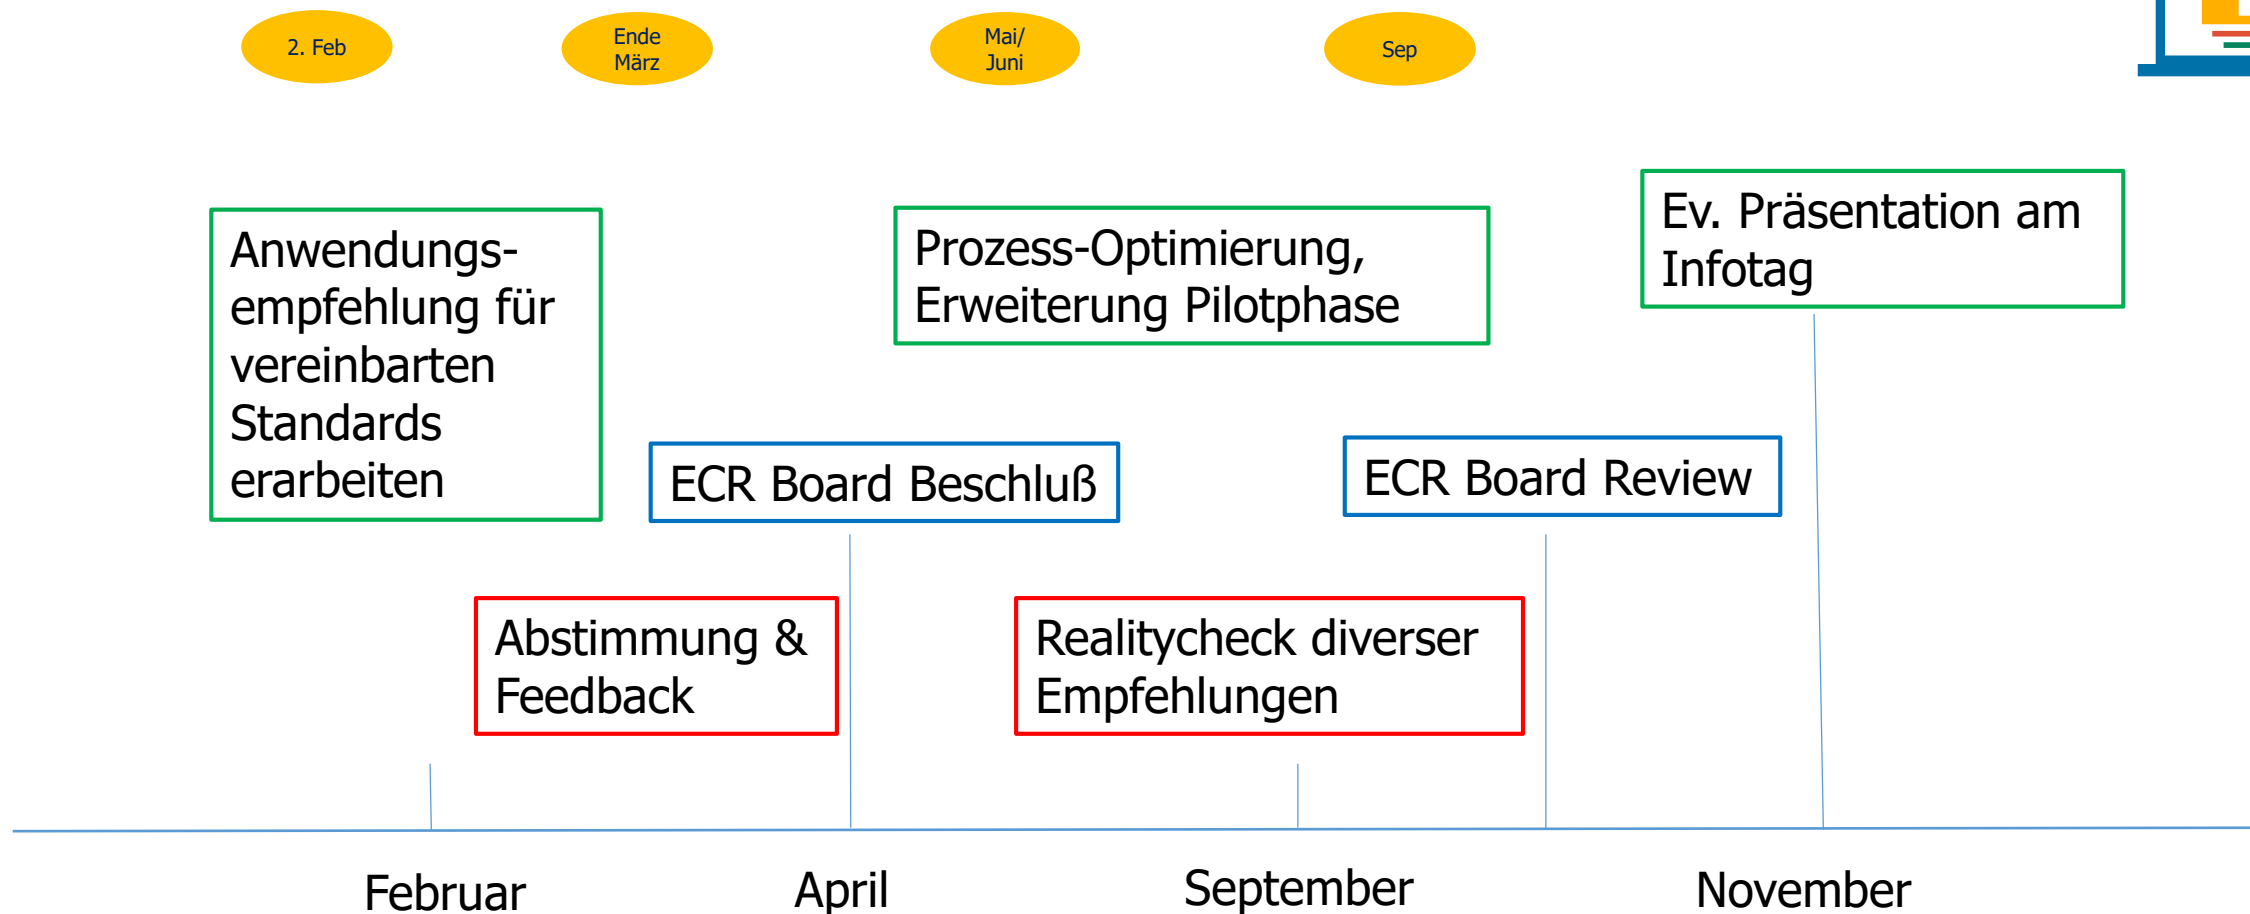 2. Feb
Ende
März
Mai/
Juni
Sep
Anwendungs-
empfehlung für
vereinbarten
Standards
erarbeiten
Prozess-Optimierung,
Erweiterung Pilotphase
Ev. Präsentation am
Infotag
ECR Board Beschluß
ECR Board Review
Abstimmung &
Feedback
Realitycheck diverser
Empfehlungen
Februar
April
September
November